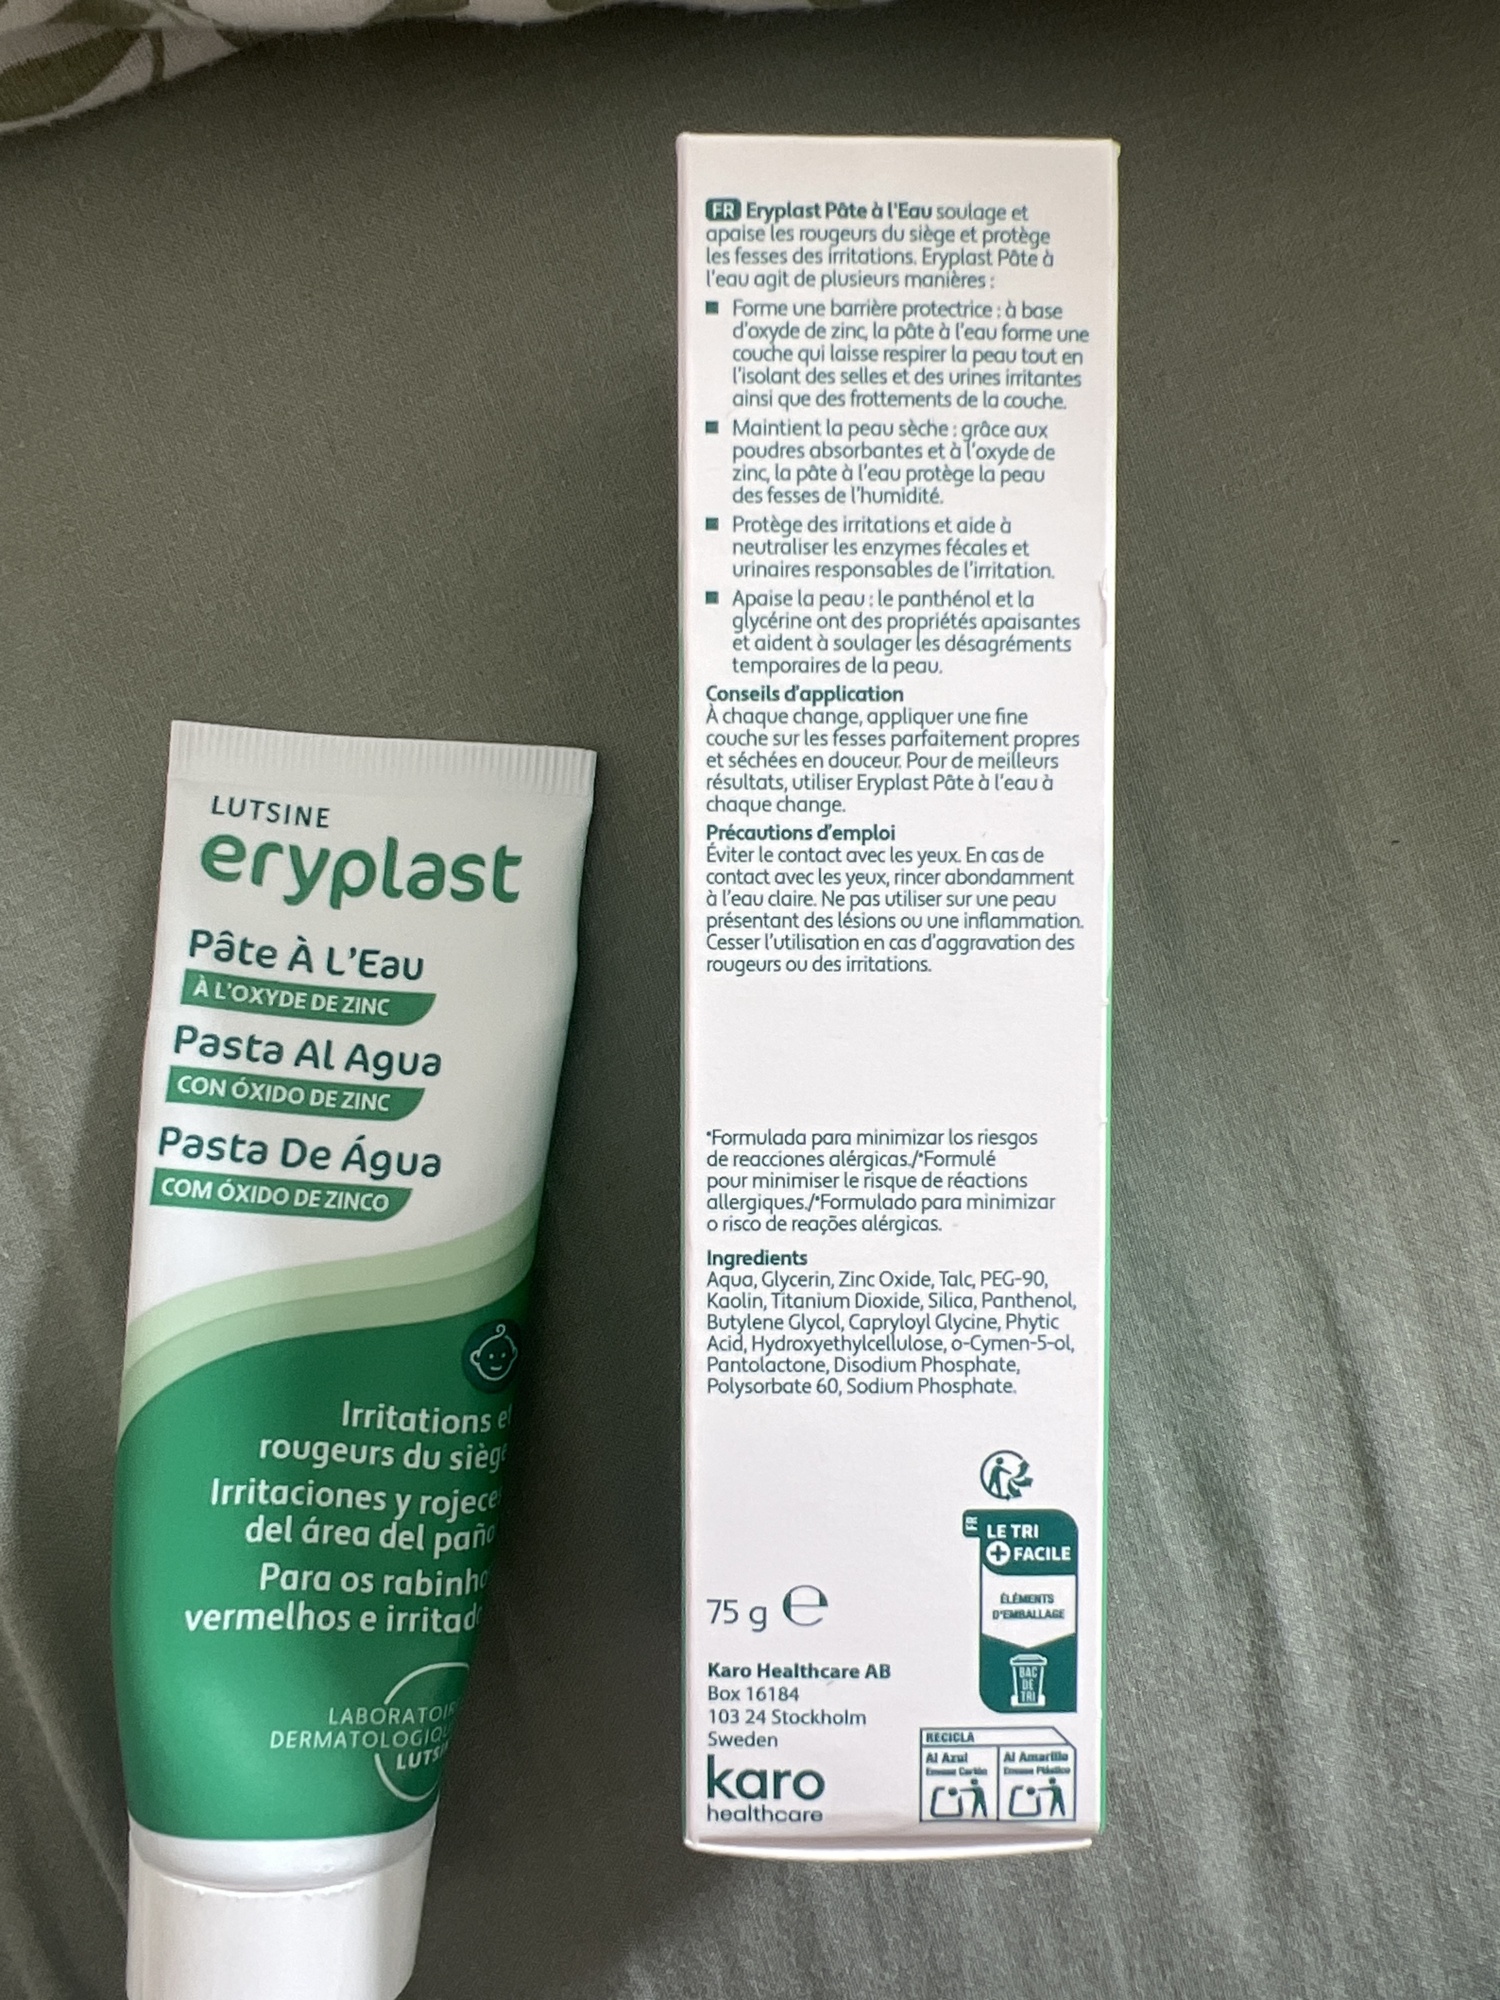 LUTSINE
eryplast
Pâte À L'Eau
À L'OXYDE DE ZINC
Pasta Al Agua
CON ÓXIDO DE ZINC
Pasta De Água
COM ÓXIDO DE ZINCO
Irritations
rougeurs du
Irritaciones y
del área del
Para os
vermelhos e
FR Eryplast Pâte à l'Eau soulage et
apaise les rougeurs du siège et protège
les fesses des irritations. Eryplast Pâte à
l'eau agit de plusieurs manières :
Forme une barrière protectrice : à base
d'oxyde de zinc, la pâte à l'eau forme une
couche qui laisse respirer la peau tout en
l'isolant des selles et des urines irritantes
ainsi que des frottements de la couche.
Maintient la peau sèche : grâce aux
poudres absorbantes et à l'oxyde de
zinc, la pâte à l'eau protège la peau
des fesses de l'humidité.
Protège des irritations et aide à
neutraliser les enzymes fécales et
urinaires responsables de l'irritation.
Apaise la peau : le panthénol et la
glycérine ont des propriétés apaisantes
et aident à soulager les désagréments
temporaires de la peau.
Conseils d'application
À chaque change, appliquer une fine
couche sur les fesses parfaitement propres
et séchées en douceur. Pour de meilleurs
résultats, utiliser Eryplast Pâte à l'eau à
chaque change.
Précautions d'emploi
Éviter le contact avec les yeux. En cas de
contact avec les yeux, rincer abondamment
à l'eau claire. Ne pas utiliser sur une peau
présentant des lésions ou une inflammation.
Cesser l'utilisation en cas d'aggravation des
rougeurs ou des irritations.
*Formulada para minimizar los riesgos
de reacciones alérgicas./*Formulé
pour minimiser le risque de réactions
allergiques./*Formulado para minimizar
o risco de reações alérgicas.
Ingredients
Aqua, Glycerin, Zinc Oxide, Talc, PEG-90,
Kaolin, Titanium Dioxide, Silica, Panthenol,
Butylene Glycol, Capryloyl Glycine, Phytic
Acid, Hydroxyethylcellulose, o-Cymen-5-ol,
Pantolactone, Disodium Phosphate,
Polysorbate 60, Sodium Phosphate.
75 g e
Karo Healthcare AB
Box 16184
103 24 Stockholm
Sweden
karo
healthcare
FR
LE TRI
+ FACILE
ÉLÉMENTS
D'EMBALLAGE
BAC
DE
TRI
RECICLA
Al Azul
Envase Cartón
Al Amarillo
Envase Plástico